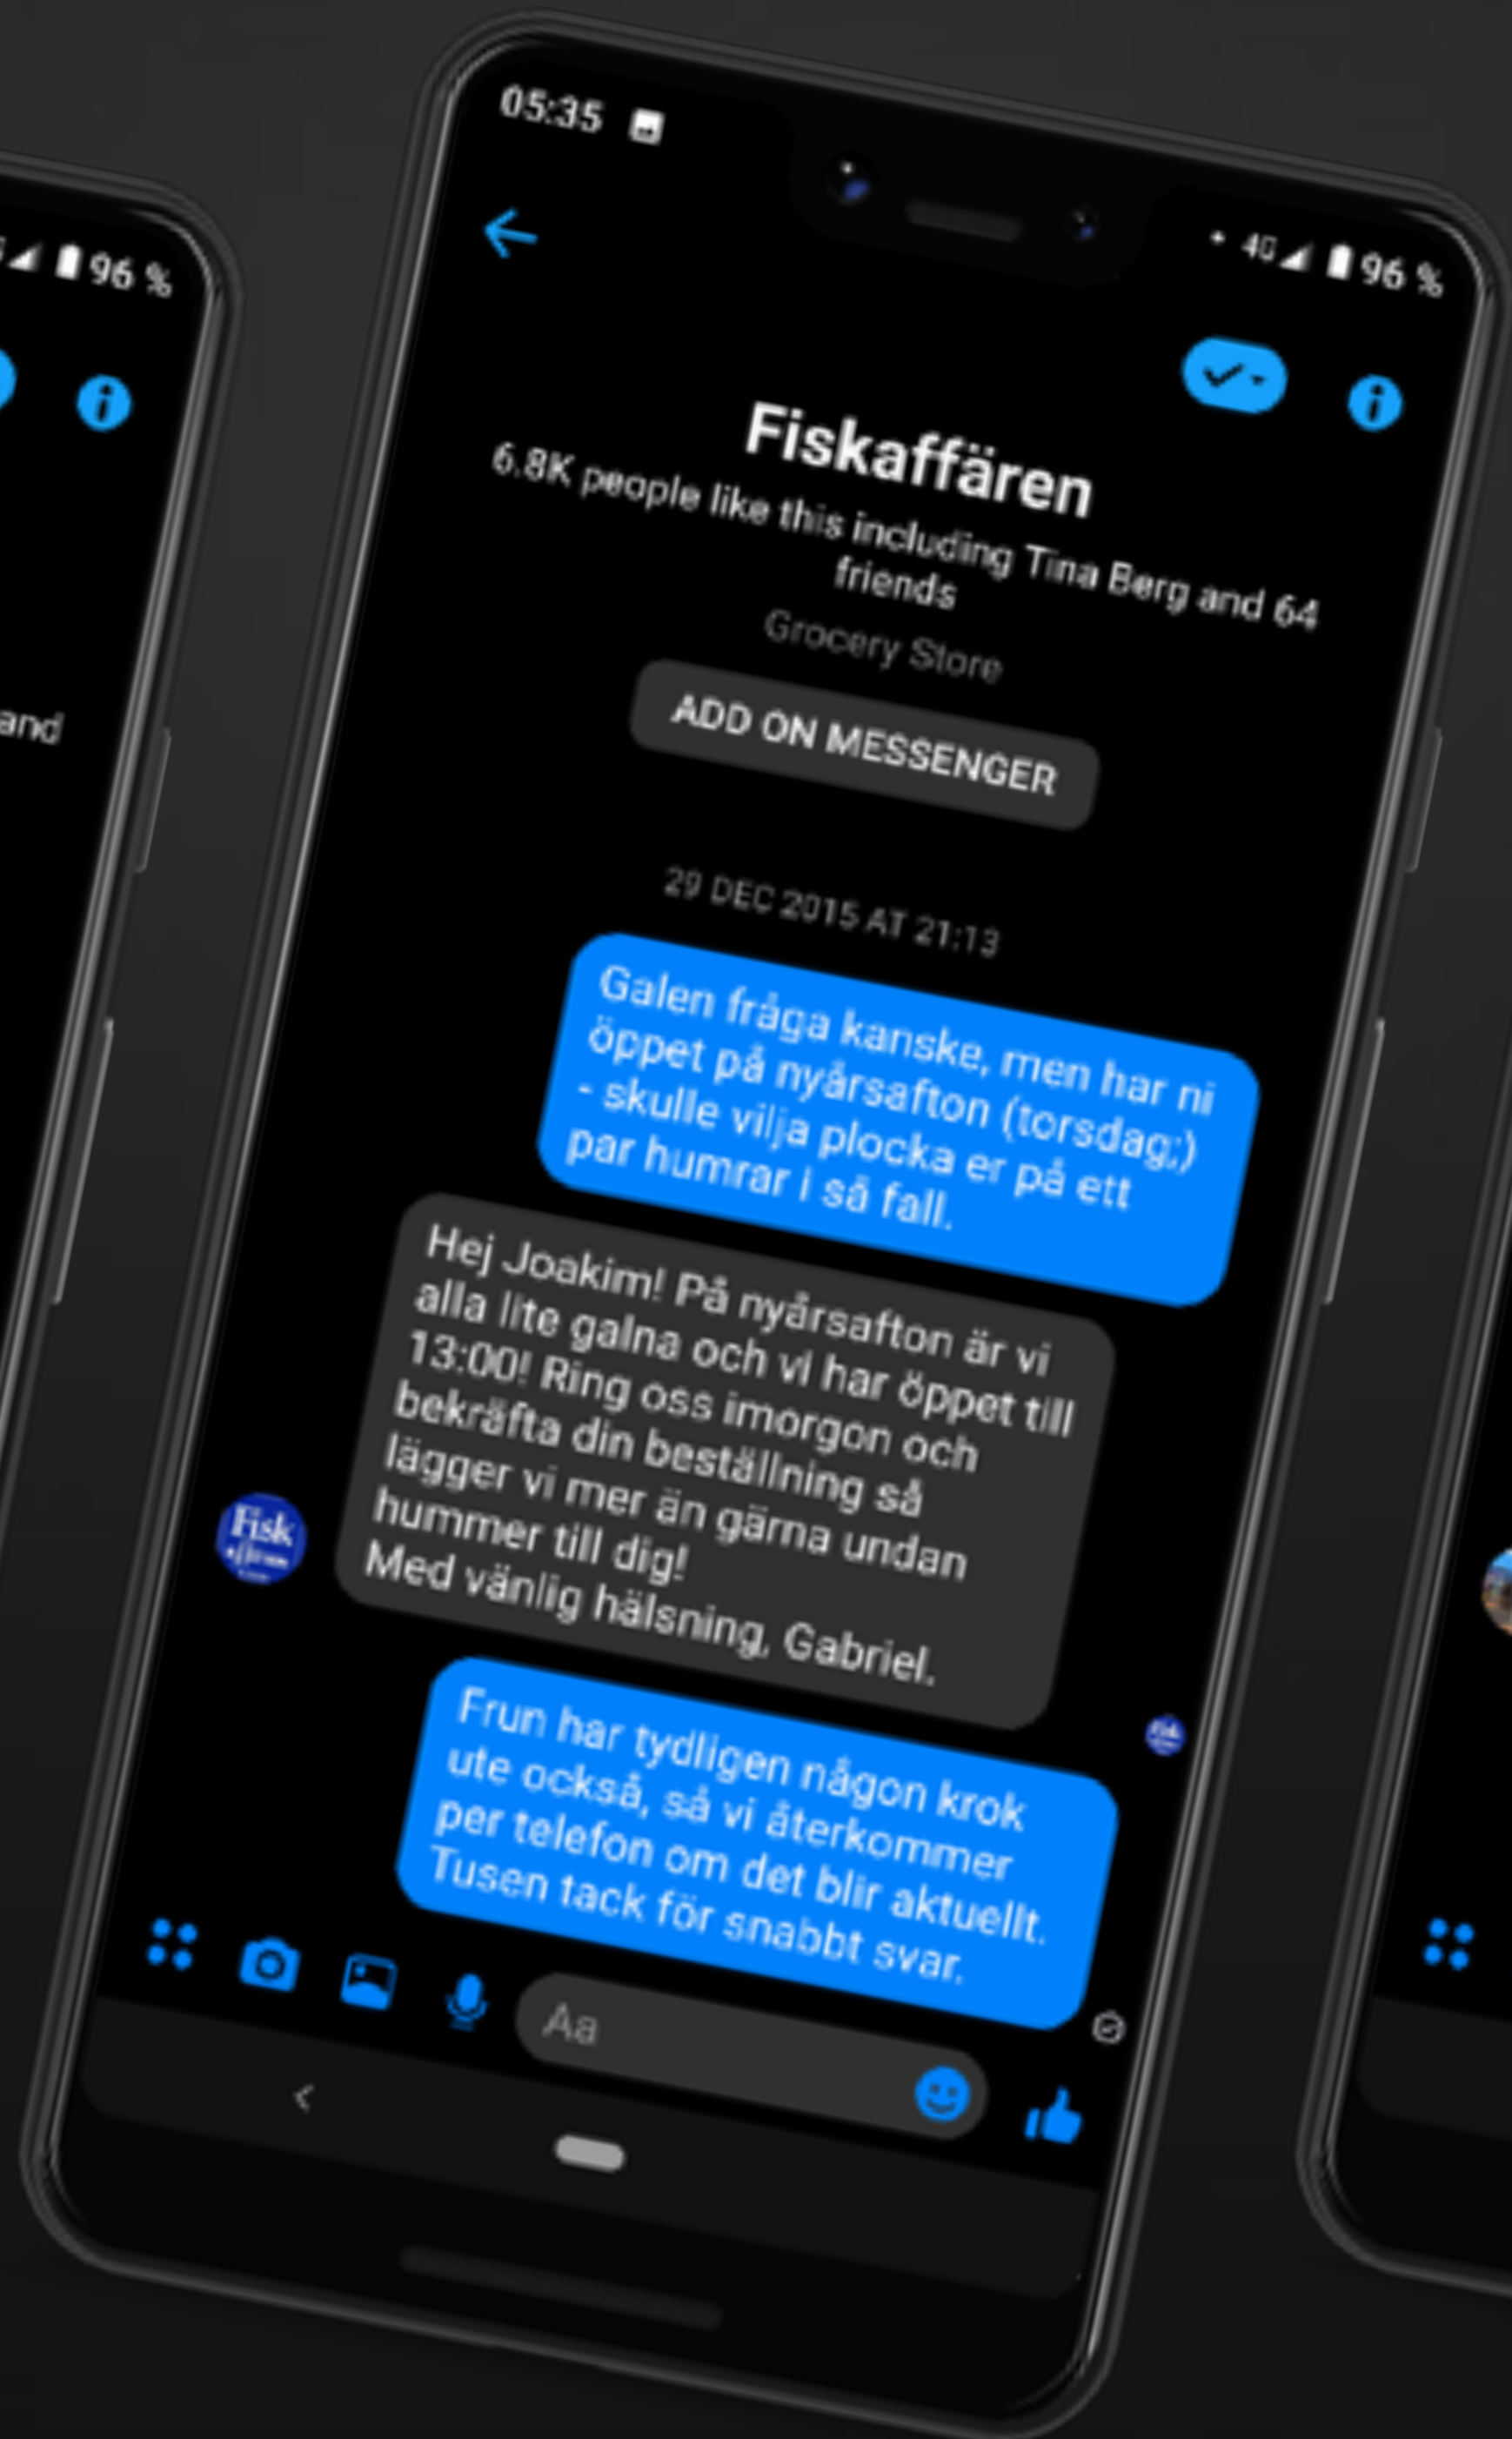 05:35
4G 96 %
96 %
Fiskaffären
6.8K people like this including Tina Berg and 64
friends
Grocery Store
ADD ON MESSENGER
and
29 DEC 2015 AT 21:13
Galen fråga kanske, men har ni
öppet på nyårsafton (torsdag;)
- skulle vilja plocka er på ett
par humrar i så fall.
Hej Joakim! På nyårsafton är vi
alla lite galna och vi har öppet till
13:00! Ring oss imorgon och
bekräfta din beställning så
lägger vi mer än gärna undan
hummer till dig!
Med vänlig hälsning, Gabriel.
Fisk
Frun har tydligen någon krok
ute också, så vi återkommer
per telefon om det blir aktuellt.
Tusen tack för snabbt svar.
Aa